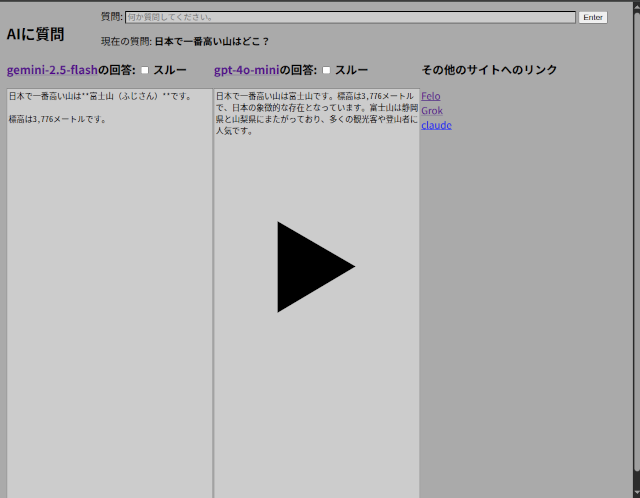 AIに質問
質問: 何か質問してください。 Enter
現在の質問: 日本で一番高い山はどこ？
gemini-2.5-flashの回答: スルー
gpt-4o-miniの回答: スルー
その他のサイトへのリンク
日本で一番高い山は**富士山（ふじさん）**です。
標高は3,776メートルです。
日本で一番高い山は富士山です。標高は3,776メートル
で、日本の象徴的な存在となっています。富士山は静岡
県と山梨県にまたがっており、多くの観光客や登山者に
人気です。
Felo
Grok
claude